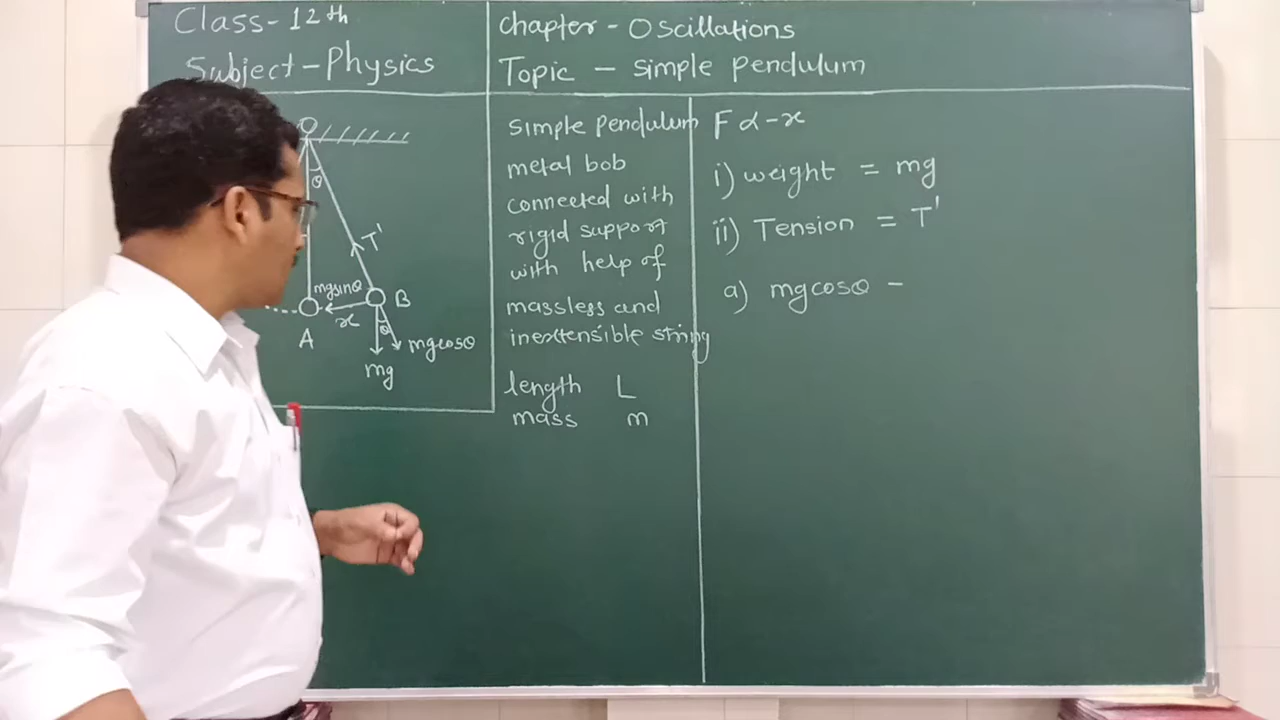 Class-12th
Subject-Physics
Chapter-Oscillations
Topic - simple pendulum
θ
T'
mgsinθ
B
x
A
θ
mgcosθ
mg
simple pendulum
metal bob
connected with
rigid support
with help of
massless and
inextensible string
length L
mass m
F α -x
i) weight = mg
ii) Tension = T'
a) mgcosθ -